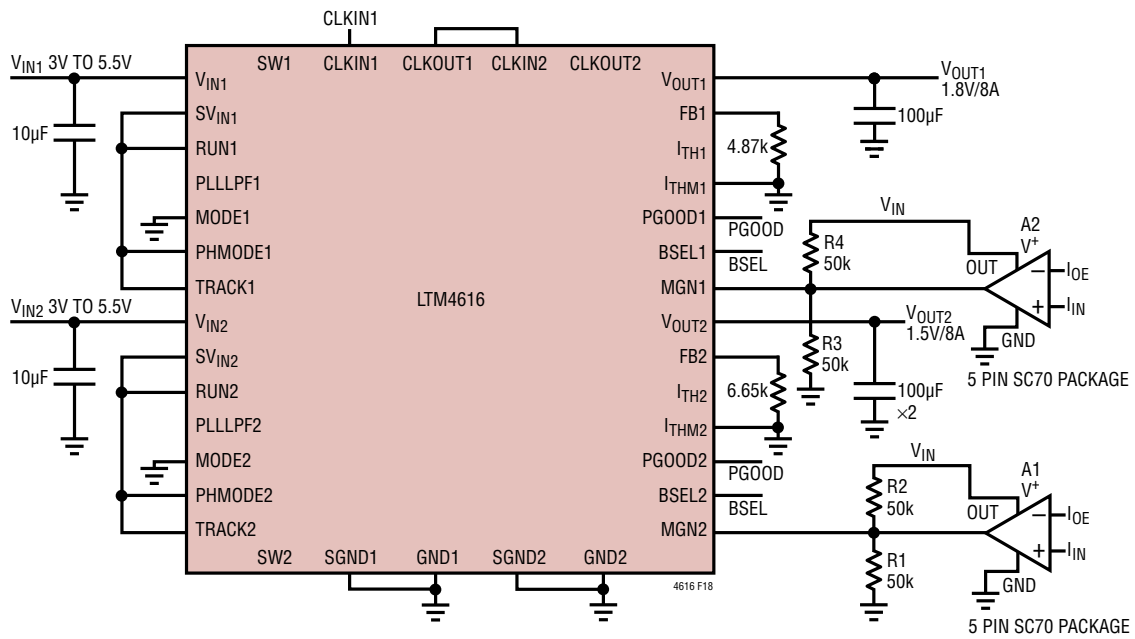 CLKIN1
V_IN1 3V TO 5.5V
SW1 CLKIN1 CLKOUT1 CLKIN2 CLKOUT2
V_IN1
SV_IN1
RUN1
PLLLPF1
MODE1
PHMODE1
TRACK1
10µF
V_IN2 3V TO 5.5V
V_IN2
SV_IN2
RUN2
PLLLPF2
MODE2
PHMODE2
TRACK2
10µF
LTM4616
SW2 SGND1 GND1 SGND2 GND2
V_OUT1
FB1
I_TH1
I_THM1
PGOOD1
BSEL1
MGN1
V_OUT2
FB2
I_TH2
I_THM2
PGOOD2
BSEL2
MGN2
V_OUT1
1.8V/8A
100µF
4.87k
PGOOD
BSEL
V_IN
R4
50k
R3
50k
A2
V+
OUT
–
I_OE
+
I_IN
GND
5 PIN SC70 PACKAGE
V_OUT2
1.5V/8A
100µF
×2
6.65k
PGOOD
BSEL
V_IN
R2
50k
R1
50k
A1
V+
OUT
–
I_OE
+
I_IN
GND
5 PIN SC70 PACKAGE
4616 F18